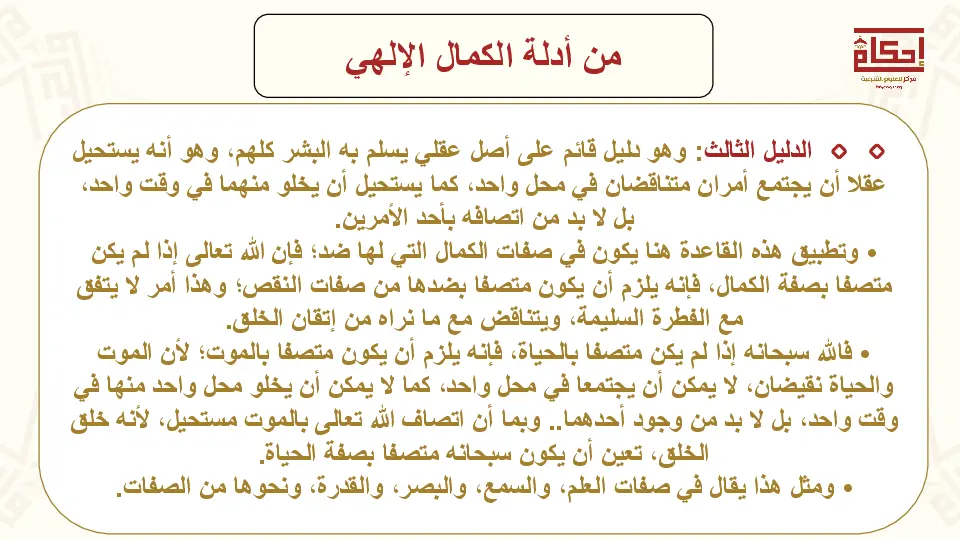 من أدلة الكمال الإلهي
إحكام
مركز للعلوم الشرعية
الدليل الثالث: وهو دليل قائم على أصل عقلي يسلم به البشر كلهم، وهو أنه يستحيل
عقلا أن يجتمع أمران متناقضان في محل واحد، كما يستحيل أن يخلو منهما في وقت واحد،
بل لا بد من اتصافه بأحد الأمرين.
• وتطبيق هذه القاعدة هنا يكون في صفات الكمال التي لها ضد؛ فإن الله تعالى إذا لم يكن
متصفا بصفة الكمال، فإنه يلزم أن يكون متصفا بضدها من صفات النقص؛ وهذا أمر لا يتفق
مع الفطرة السليمة، ويتناقض مع ما نراه من إتقان الخلق.
• فالله سبحانه إذا لم يكن متصفا بالحياة، فإنه يلزم أن يكون متصفا بالموت؛ لأن الموت
والحياة نقيضان، لا يمكن أن يجتمعا في محل واحد، كما لا يمكن أن يخلو محل واحد منها في
وقت واحد، بل لا بد من وجود أحدهما.. وبما أن اتصاف الله تعالى بالموت مستحيل، لأنه خلق
الخلق، تعين أن يكون سبحانه متصفا بصفة الحياة.
• ومثل هذا يقال في صفات العلم، والسمع، والبصر، والقدرة، ونحوها من الصفات.